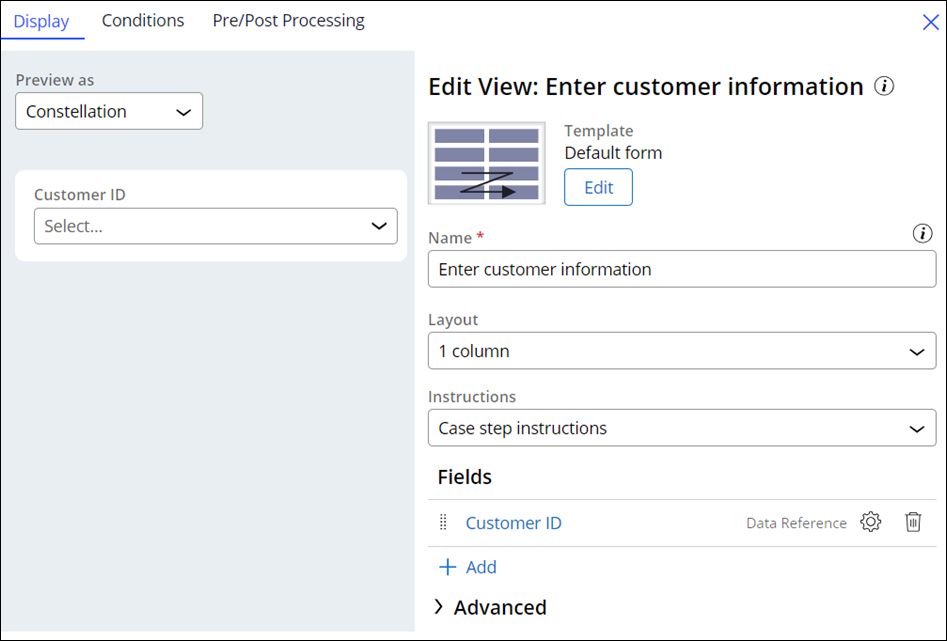 Display Conditions Pre/Post Processing
Preview as
Constellation
Customer ID
Select...
Edit View: Enter customer information
Template
Default form
Edit
Name *
Enter customer information
Layout
1 column
Instructions
Case step instructions
Fields
Customer ID Data Reference
Add
Advanced